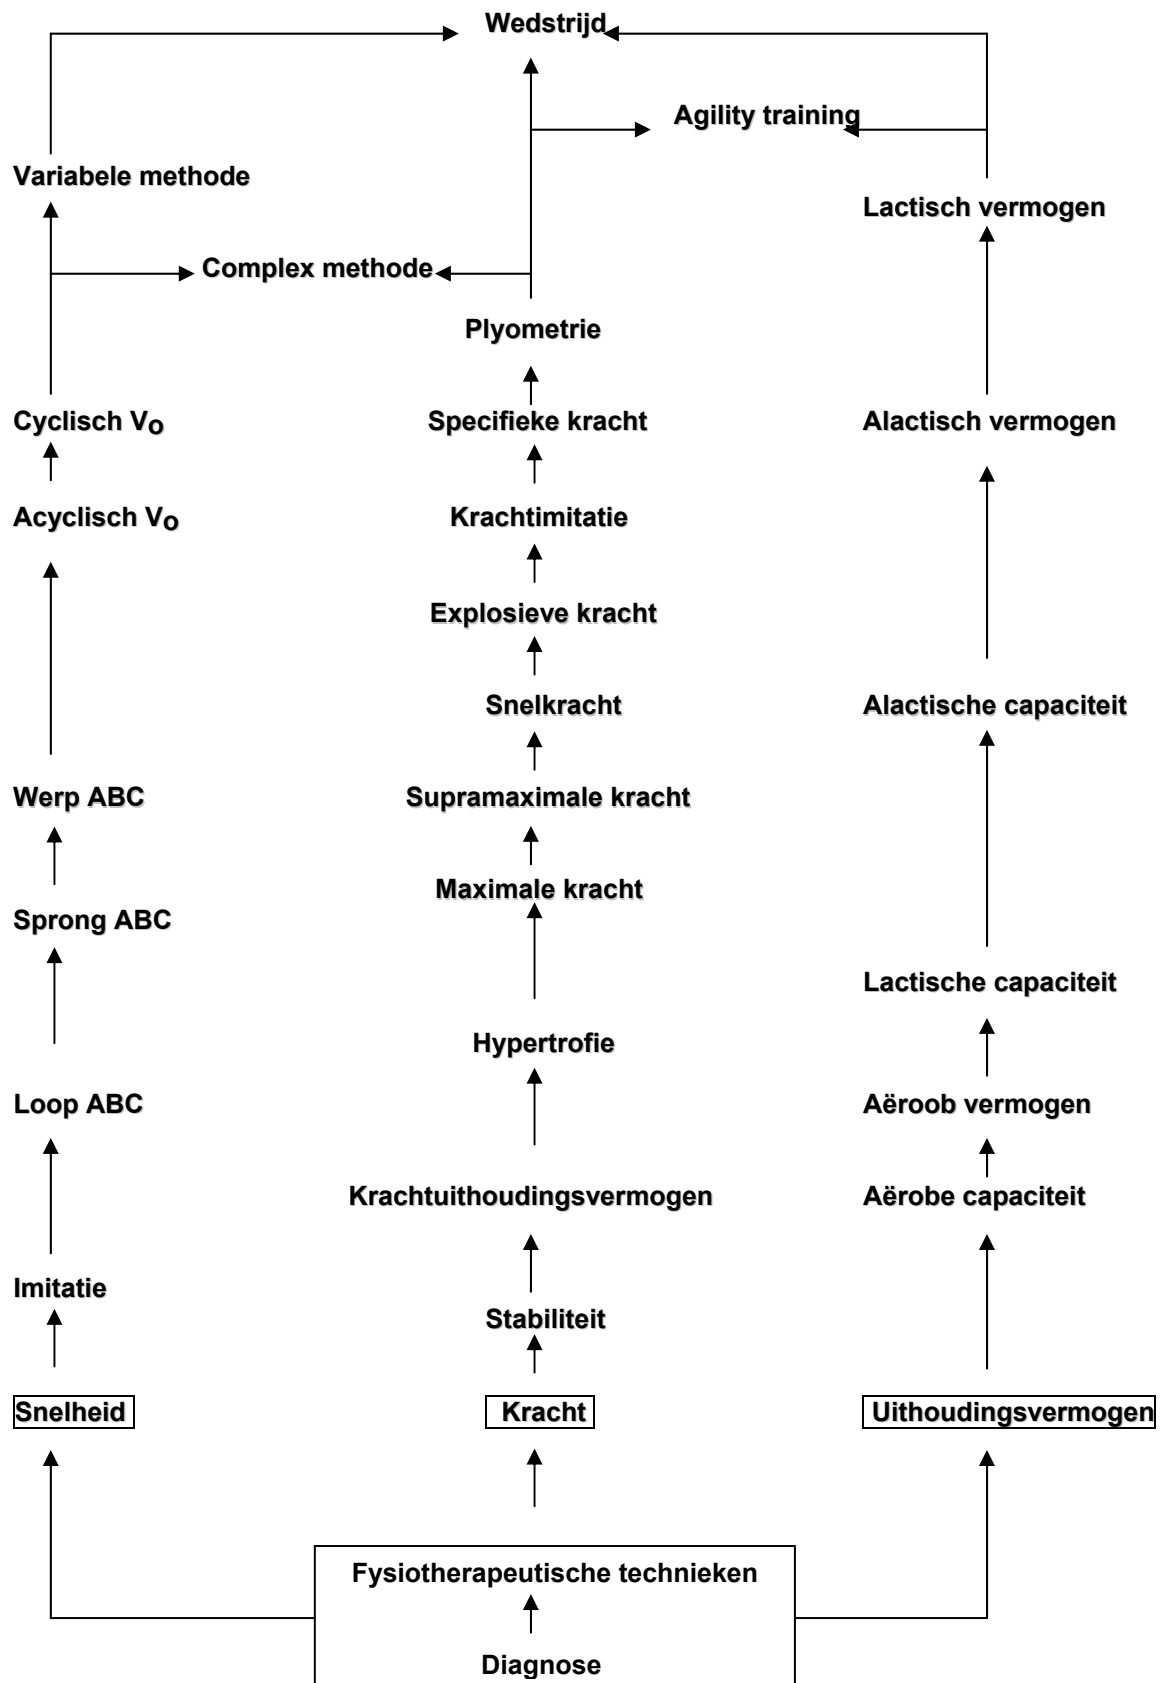 Wedstrijd
Agility training
Variabele methode
Lactisch vermogen
Complex methode
Plyometrie
Cyclisch Vo
Specifieke kracht
Alactisch vermogen
Acyclisch Vo
Krachtimitatie
Explosieve kracht
Snelkracht
Alactische capaciteit
Werp ABC
Supramaximale kracht
Maximale kracht
Sprong ABC
Lactische capaciteit
Hypertrofie
Loop ABC
Aëroob vermogen
Krachtuithoudingsvermogen
Aërobe capaciteit
Imitatie
Stabiliteit
Snelheid
Kracht
Uithoudingsvermogen
Fysiotherapeutische technieken
Diagnose